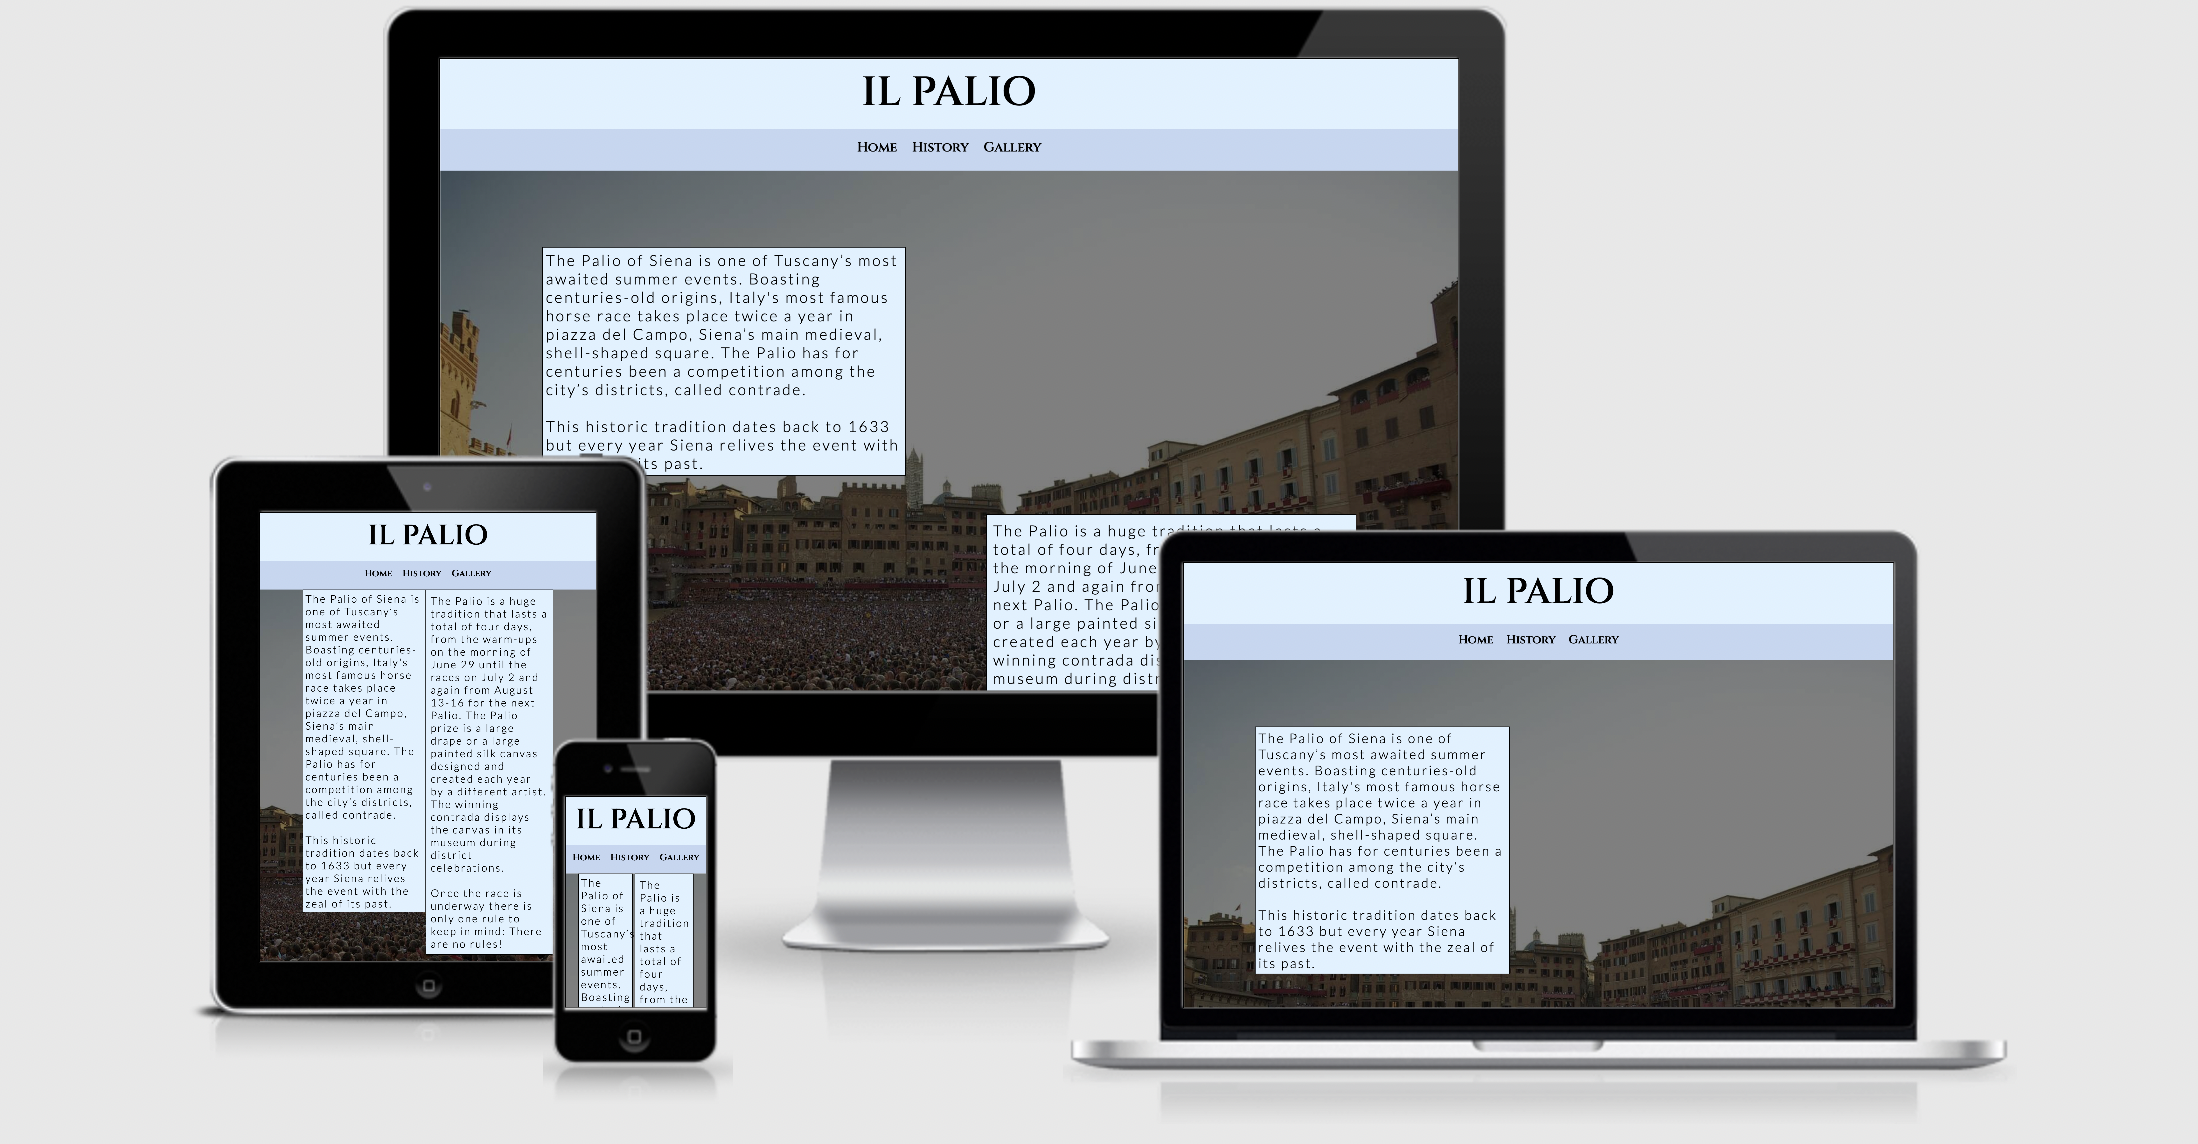 IL PALIO
HOME HISTORY GALLERY
The Palio of Siena is one of Tuscany's most
awaited summer events. Boasting
centuries-old origins, Italy's most famous
horse race takes place twice a year in
piazza del Campo, Siena's main medieval,
shell-shaped square. The Palio has for
centuries been a competition among the
city's districts, called contrade.
This historic tradition dates back to 1633
but every year Siena relives the event with
its past.
The Palio is a huge tradition that lasts a
total of four days, fr
the morning of June
July 2 and again fro
next Palio. The Palio
or a large painted si
created each year by
winning contrada dis
museum during distr
IL PALIO
HOME HISTORY GALLERY
The Palio of Siena is
one of Tuscany's
most awaited
summer events.
Boasting centuries-
old origins, Italy's
most famous horse
race takes place
twice a year in
piazza del Campo,
Siena's main
medieval, shell-
shaped square. The
Palio has for
centuries been a
competition among
the city's districts,
called contrade.
This historic
tradition dates back
to 1633 but every
year Siena relives
the event with the
zeal of its past.
The Palio is a huge
tradition that lasts a
total of four days,
from the warm-ups
on the morning of
June 29 until the
races on July 2 and
again from August
13-16 for the next
Palio. The Palio
prize is a large
drape or a large
painted silk canvas
designed and
created each year
by a different artist.
The winning
contrada displays
the canvas in its
museum during
district
celebrations.
Once the race is
underway there is
only one rule to
keep in mind: There
are no rules!
IL PALIO
HOME HISTORY GALLERY
The
Palio of
Siena is
one of
Tuscany's
most
awaited
summer
events.
Boasting
The
Palio is
a huge
tradition
that
lasts a
total of
four
days,
from the
IL PALIO
HOME HISTORY GALLERY
The Palio of Siena is one of
Tuscany's most awaited summer
events. Boasting centuries-old
origins, Italy's most famous horse
race takes place twice a year in
piazza del Campo, Siena's main
medieval, shell-shaped square.
The Palio has for centuries been a
competition among the city's
districts, called contrade.
This historic tradition dates back
to 1633 but every year Siena
relives the event with the zeal of
its past.